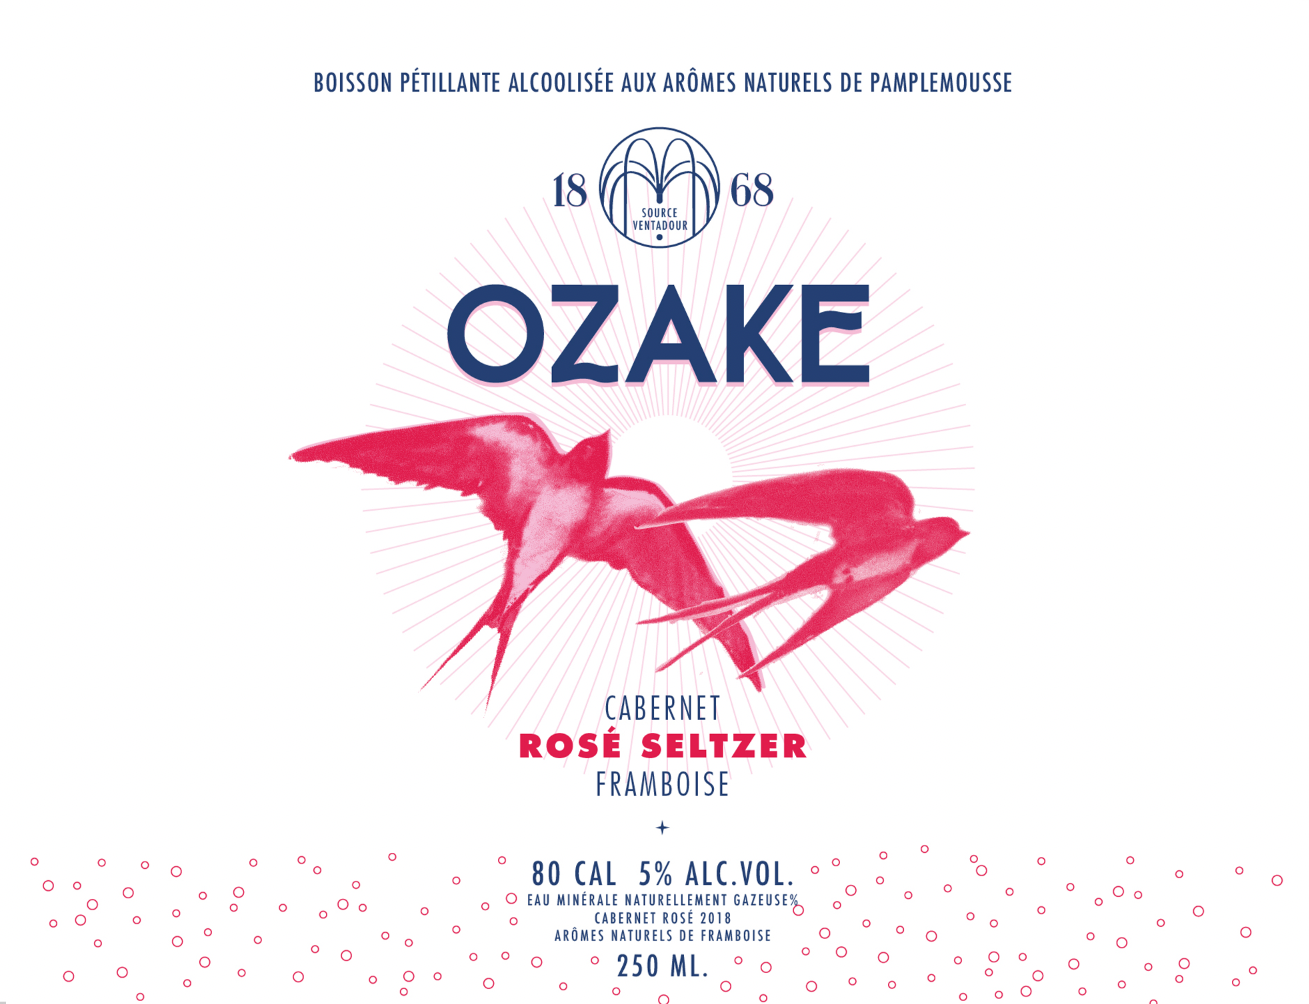 BOISSON PÉTILLANTE ALCOOLISÉE AUX ARÔMES NATURELS DE PAMPLEMOUSSE
18 68
SOURCE
VENTADOUR
OZAKE
CABERNET
ROSÉ SELTZER
FRAMBOISE
80 CAL 5% ALC.VOL.
EAU MINÉRALE NATURELLEMENT GAZEUSE%
CABERNET ROSÉ 2018
ARÔMES NATURELS DE FRAMBOISE
250 ML.